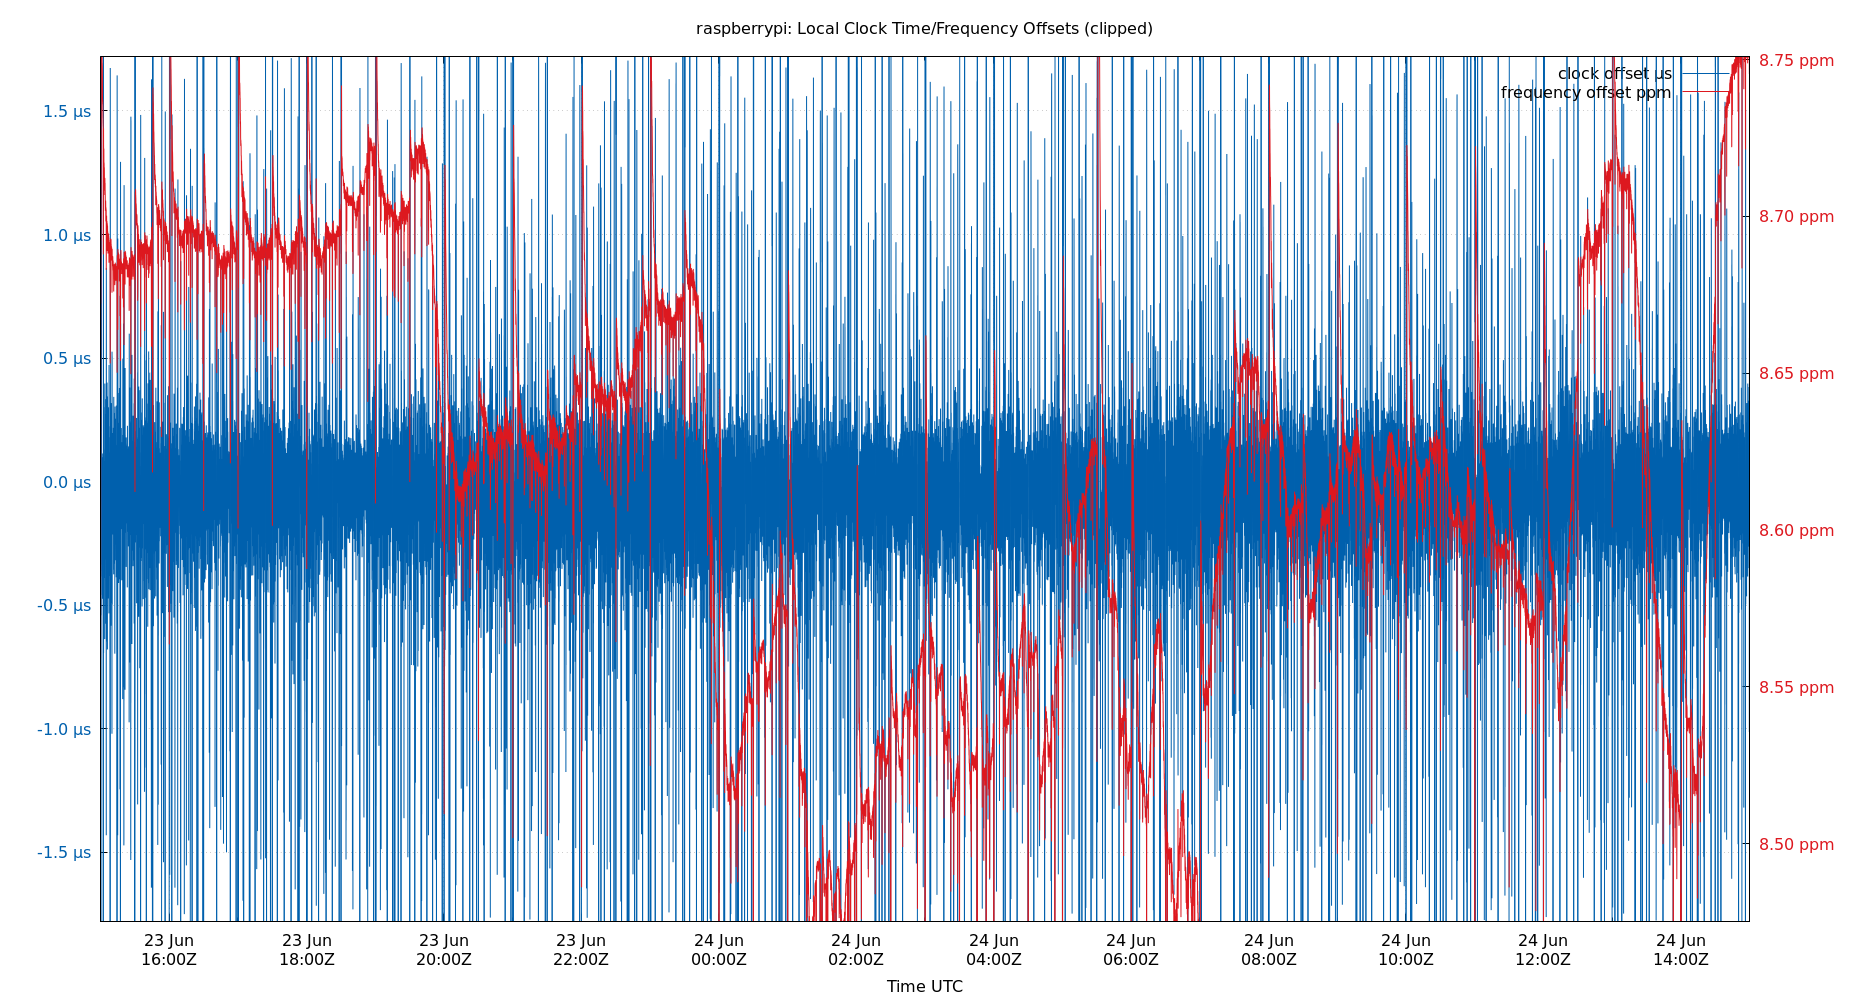 raspberrypi: Local Clock Time/Frequency Offsets (clipped)
clock offset µs
frequency offset ppm
1.5 µs
1.0 µs
0.5 µs
0.0 µs
-0.5 µs
-1.0 µs
-1.5 µs
8.75 ppm
8.70 ppm
8.65 ppm
8.60 ppm
8.55 ppm
8.50 ppm
23 Jun 23 Jun 23 Jun 23 Jun 24 Jun 24 Jun 24 Jun 24 Jun 24 Jun 24 Jun 24 Jun 24 Jun
16:00Z 18:00Z 20:00Z 22:00Z 00:00Z 02:00Z 04:00Z 06:00Z 08:00Z 10:00Z 12:00Z 14:00Z
Time UTC